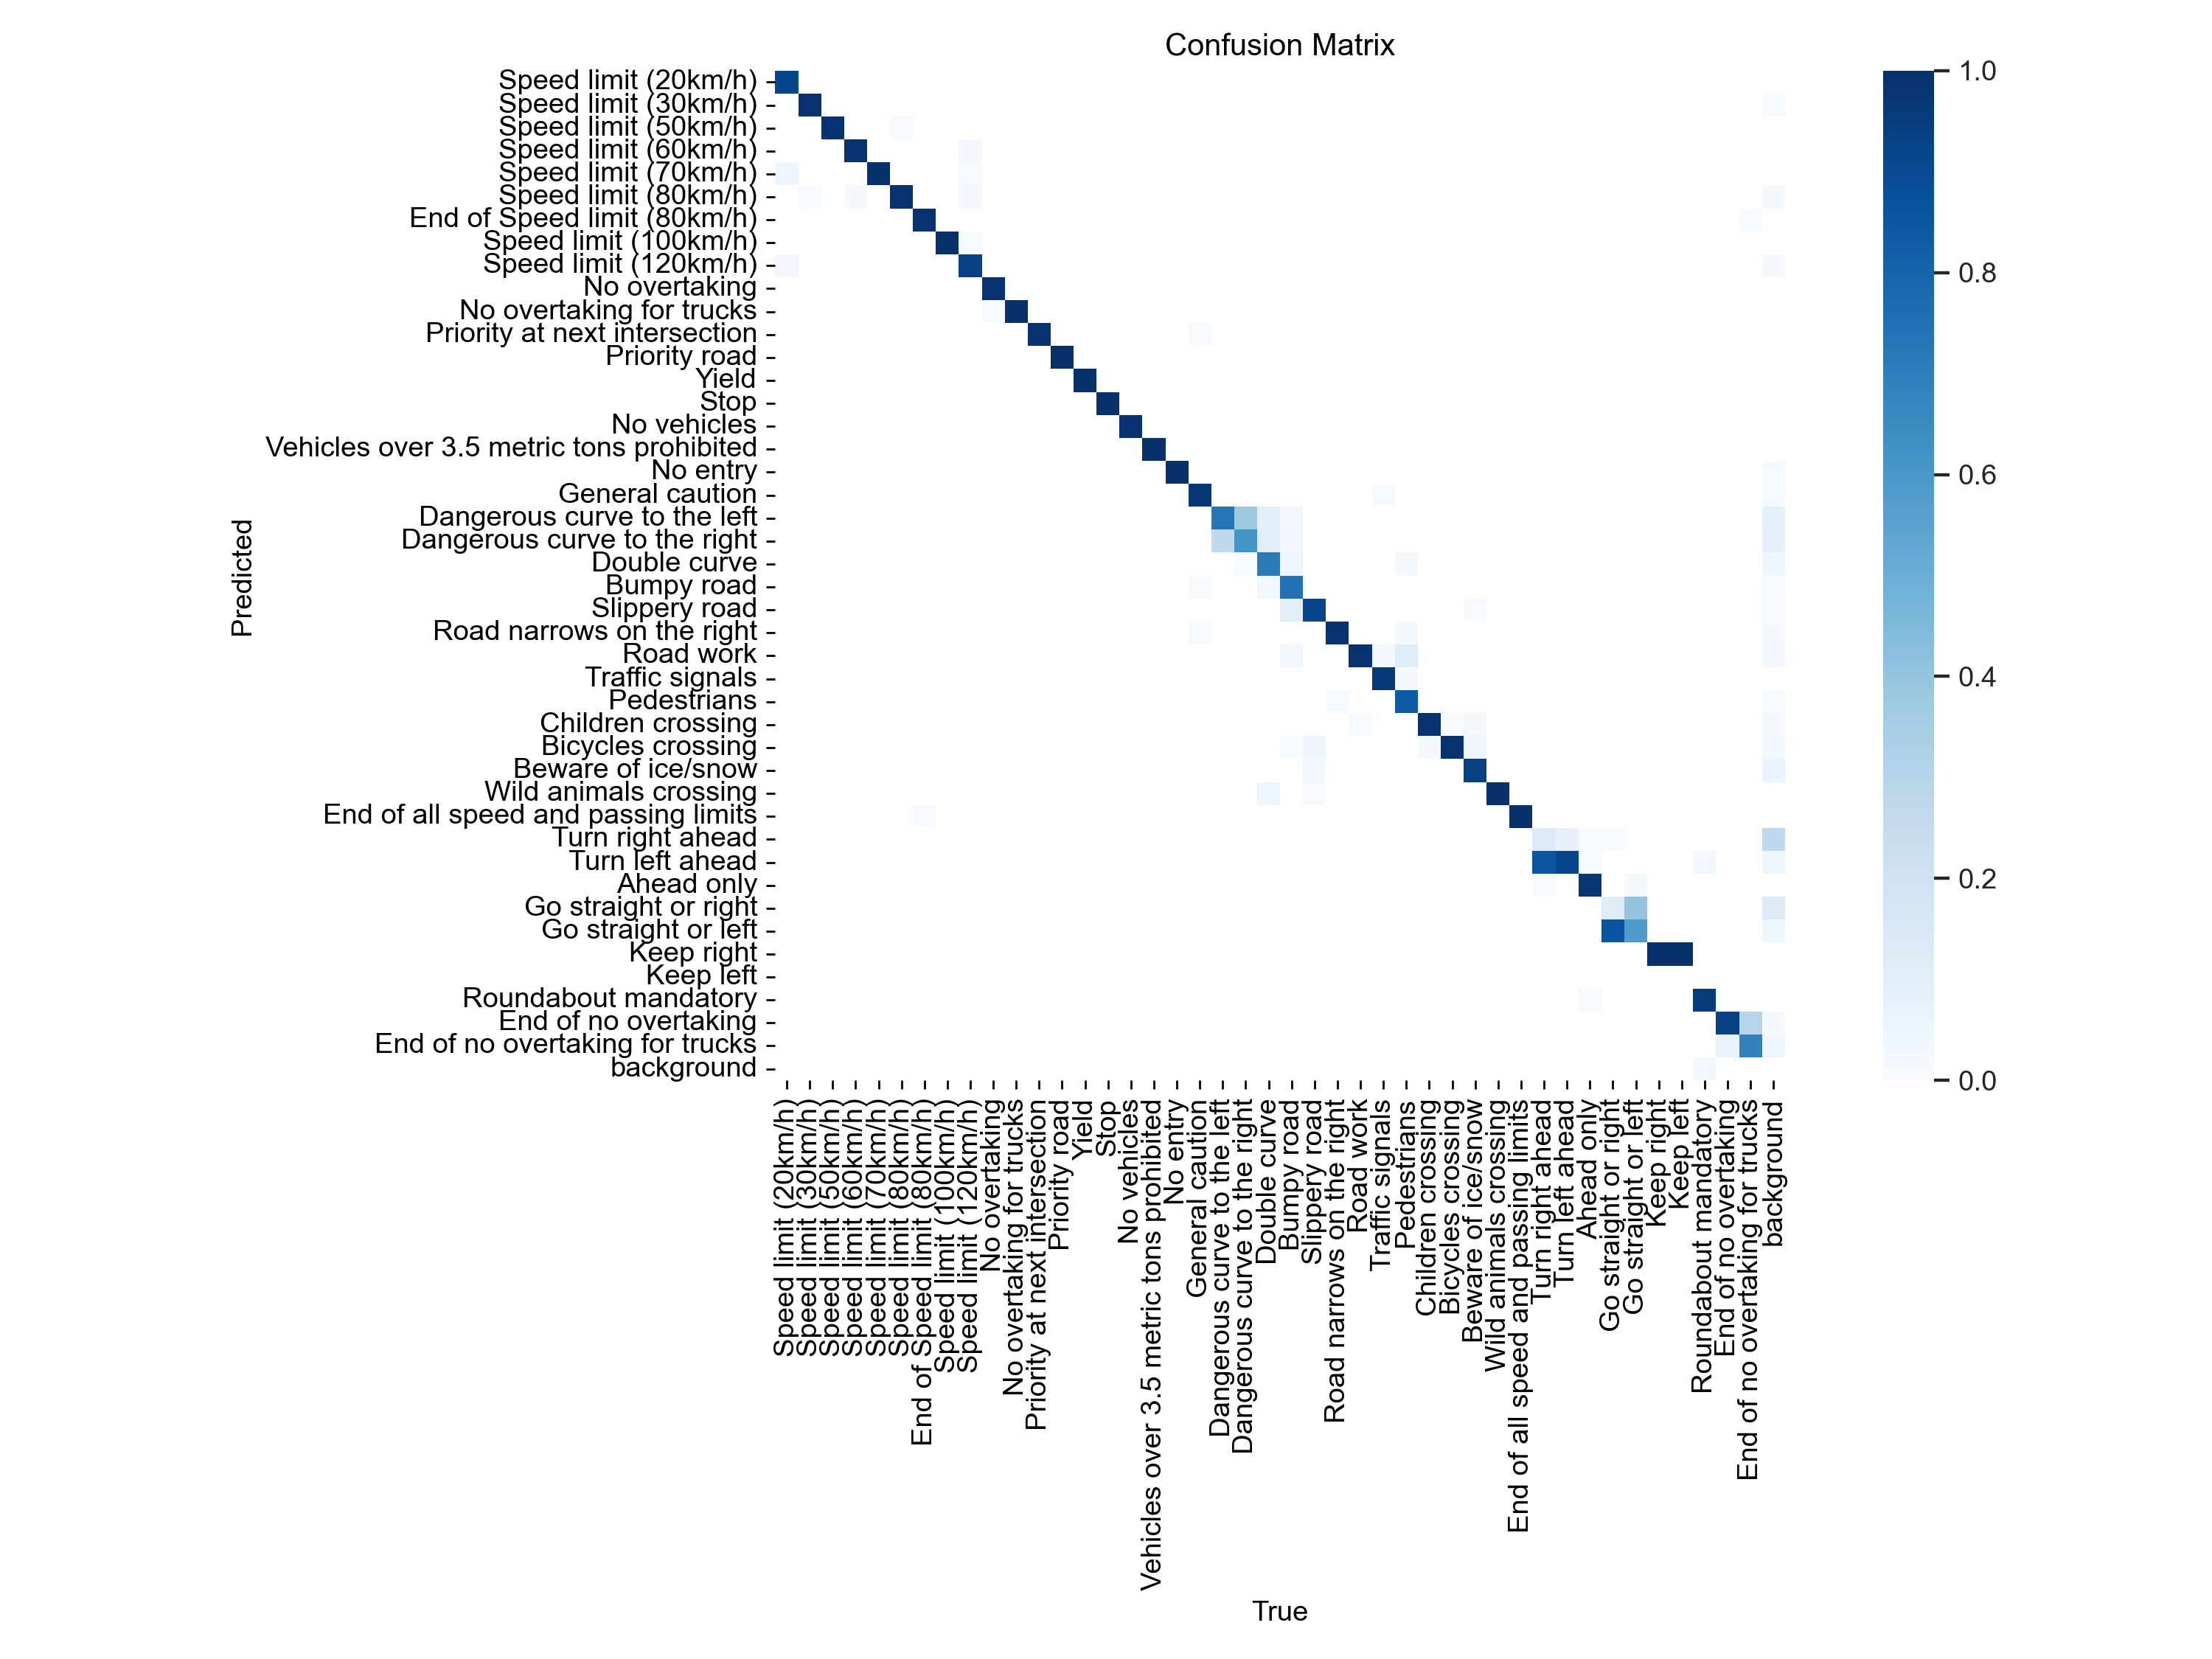 Confusion Matrix
Predicted
Speed limit (20km/h)
Speed limit (30km/h)
Speed limit (50km/h)
Speed limit (60km/h)
Speed limit (70km/h)
Speed limit (80km/h)
End of Speed limit (80km/h)
Speed limit (100km/h)
Speed limit (120km/h)
No overtaking
No overtaking for trucks
Priority at next intersection
Priority road
Yield
Stop
No vehicles
Vehicles over 3.5 metric tons prohibited
No entry
General caution
Dangerous curve to the left
Dangerous curve to the right
Double curve
Bumpy road
Slippery road
Road narrows on the right
Road work
Traffic signals
Pedestrians
Children crossing
Bicycles crossing
Beware of ice/snow
Wild animals crossing
End of all speed and passing limits
Turn right ahead
Turn left ahead
Ahead only
Go straight or right
Go straight or left
Keep right
Keep left
Roundabout mandatory
End of no overtaking
End of no overtaking for trucks
background
Speed limit (20km/h)
Speed limit (30km/h)
Speed limit (50km/h)
Speed limit (60km/h)
Speed limit (70km/h)
Speed limit (80km/h)
End of Speed limit (80km/h)
Speed limit (100km/h)
Speed limit (120km/h)
No overtaking
No overtaking for trucks
Priority at next intersection
Priority road
Yield
Stop
No vehicles
Vehicles over 3.5 metric tons prohibited
No entry
General caution
Dangerous curve to the left
Dangerous curve to the right
Double curve
Bumpy road
Slippery road
Road narrows on the right
Road work
Traffic signals
Pedestrians
Children crossing
Bicycles crossing
Beware of ice/snow
Wild animals crossing
End of all speed and passing limits
Turn right ahead
Turn left ahead
Ahead only
Go straight or right
Go straight or left
Keep right
Keep left
Roundabout mandatory
End of no overtaking
End of no overtaking for trucks
background
True
1.0
0.8
0.6
0.4
0.2
0.0